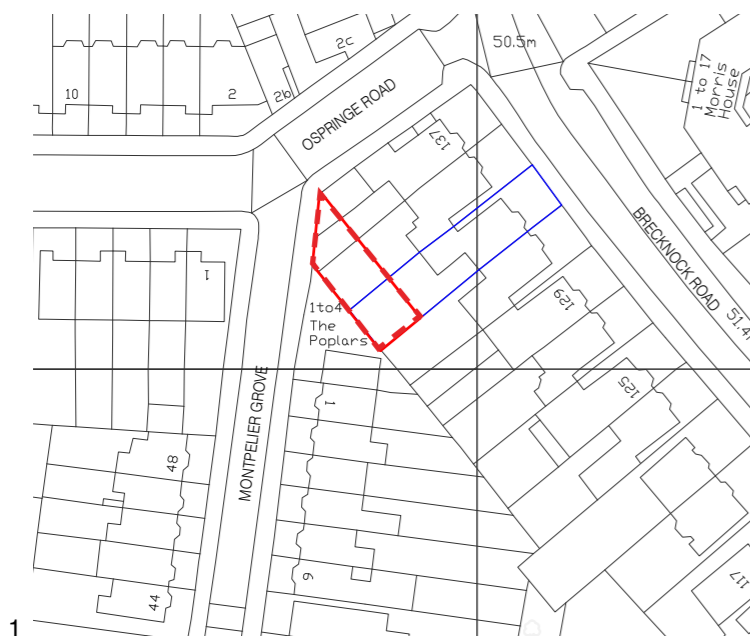 2c
50.5m
10
2
2b
OSPRINGE ROAD
137
1 to 17
Morris
House
BRECKNOCK ROAD
51.4
1
1to4
The
Poplars
129
125
MONTPELIER GROVE
1
48
44
9
117
1